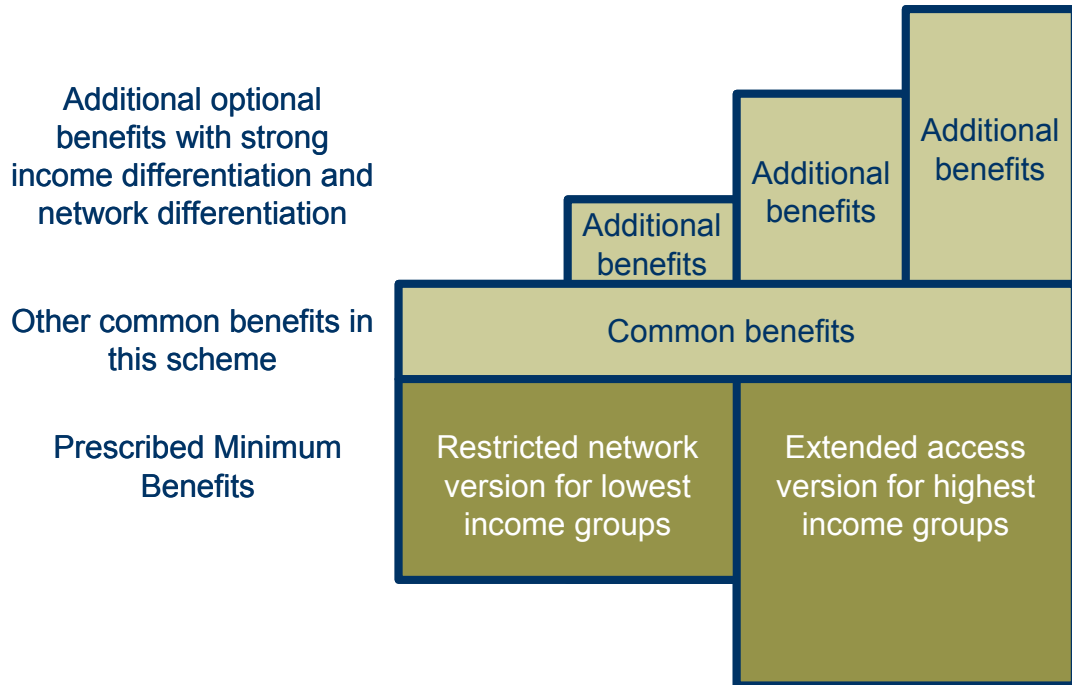 Additional optional
benefits with strong
income differentiation and
network differentiation
Additional
benefits
Additional
benefits
Additional
benefits
Other common benefits in
this scheme
Common benefits
Prescribed Minimum
Benefits
Restricted network
version for lowest
income groups
Extended access
version for highest
income groups